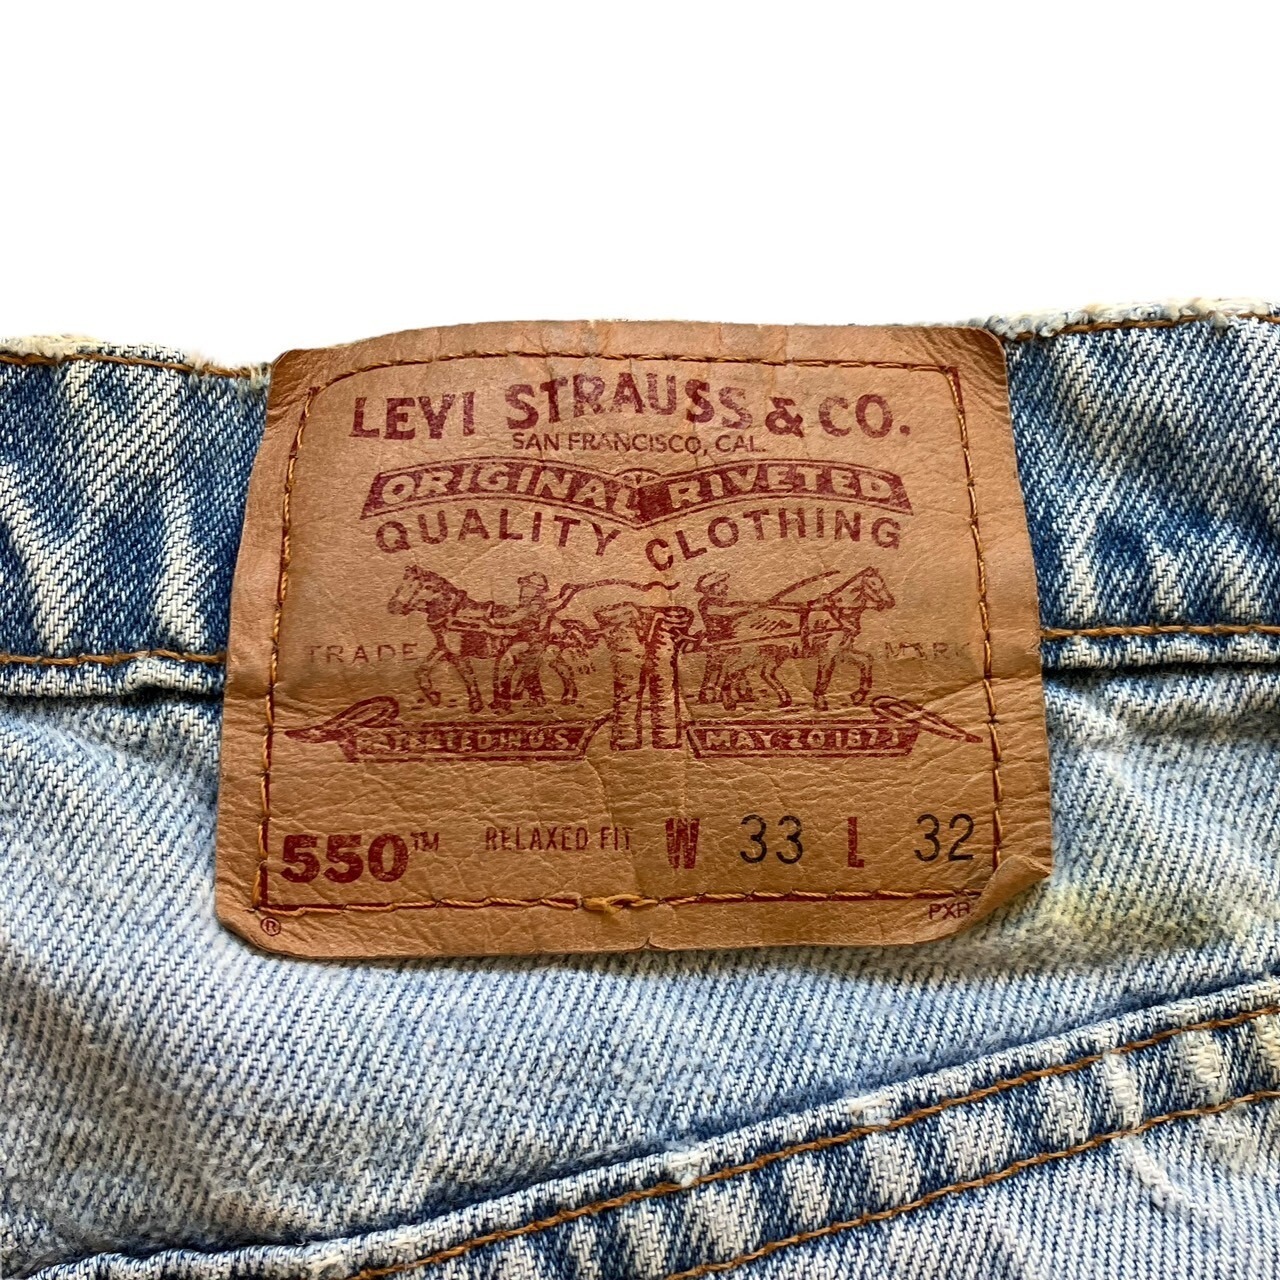 LEVI STRAUSS & CO.
SAN FRANCISCO, CAL.
ORIGINAL RIVETED
QUALITY CLOTHING
TRADE MARK
PATENTED IN U.S. MAY 20 1873
550™ RELAXED FIT W 33 L 32
® PXR